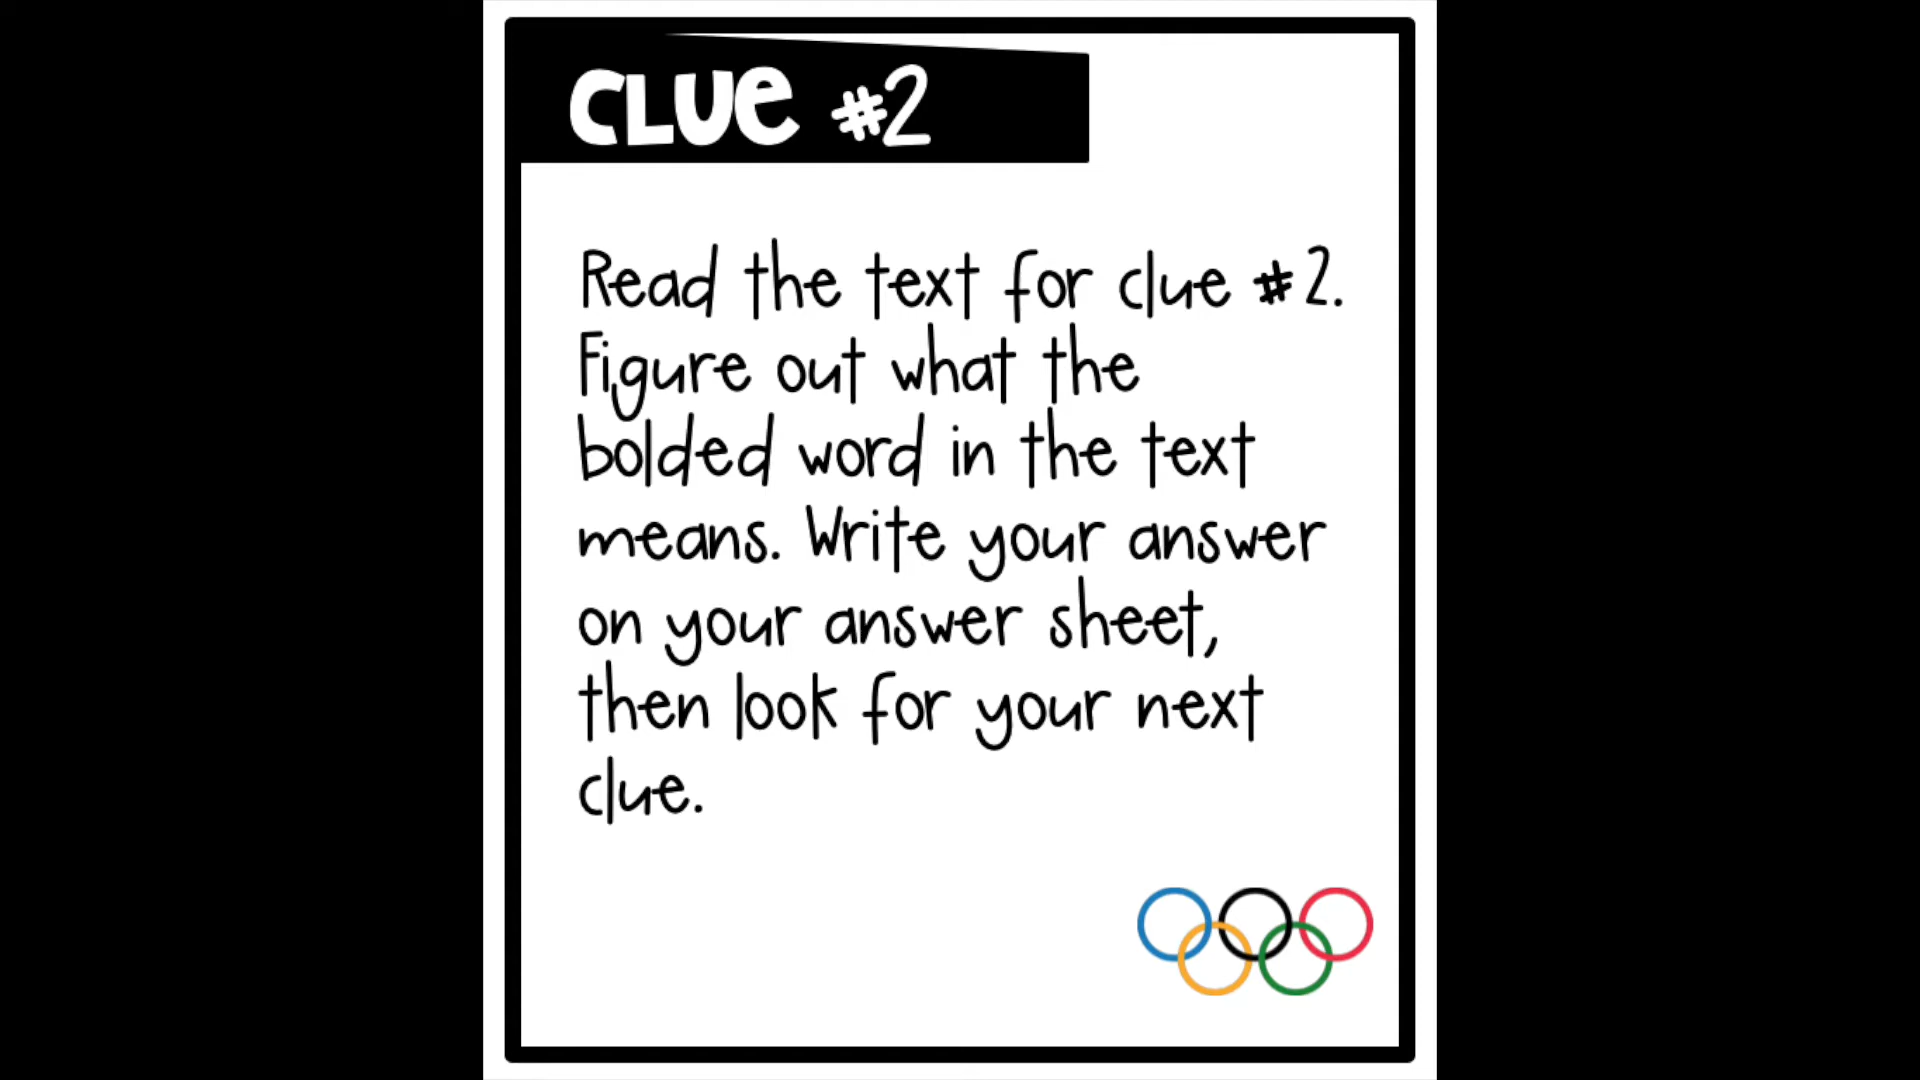 CLUe #2
Read the text for clue #2.
Figure out what the
bolded word in the text
means. Write your answer
on your answer sheet,
then look for your next
clue.